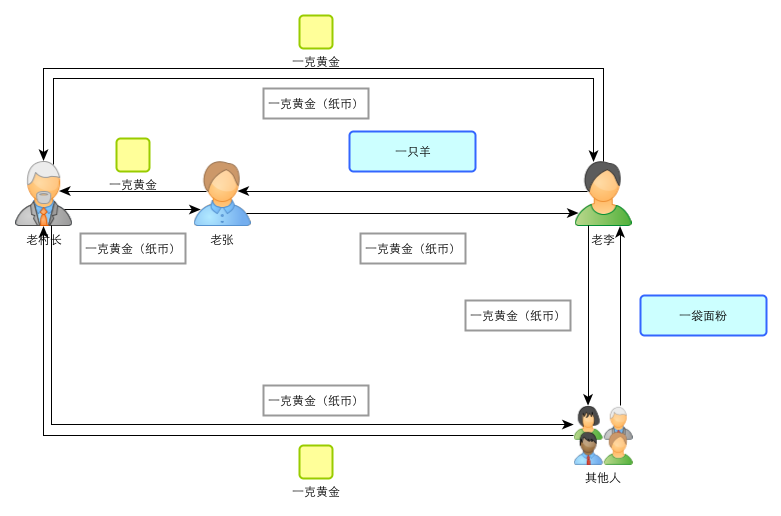 一克黄金
一克黄金（纸币）
一只羊
一克黄金
老村长
老张
老李
一克黄金（纸币）
一克黄金（纸币）
一克黄金（纸币）
一袋面粉
一克黄金（纸币）
其他人
一克黄金